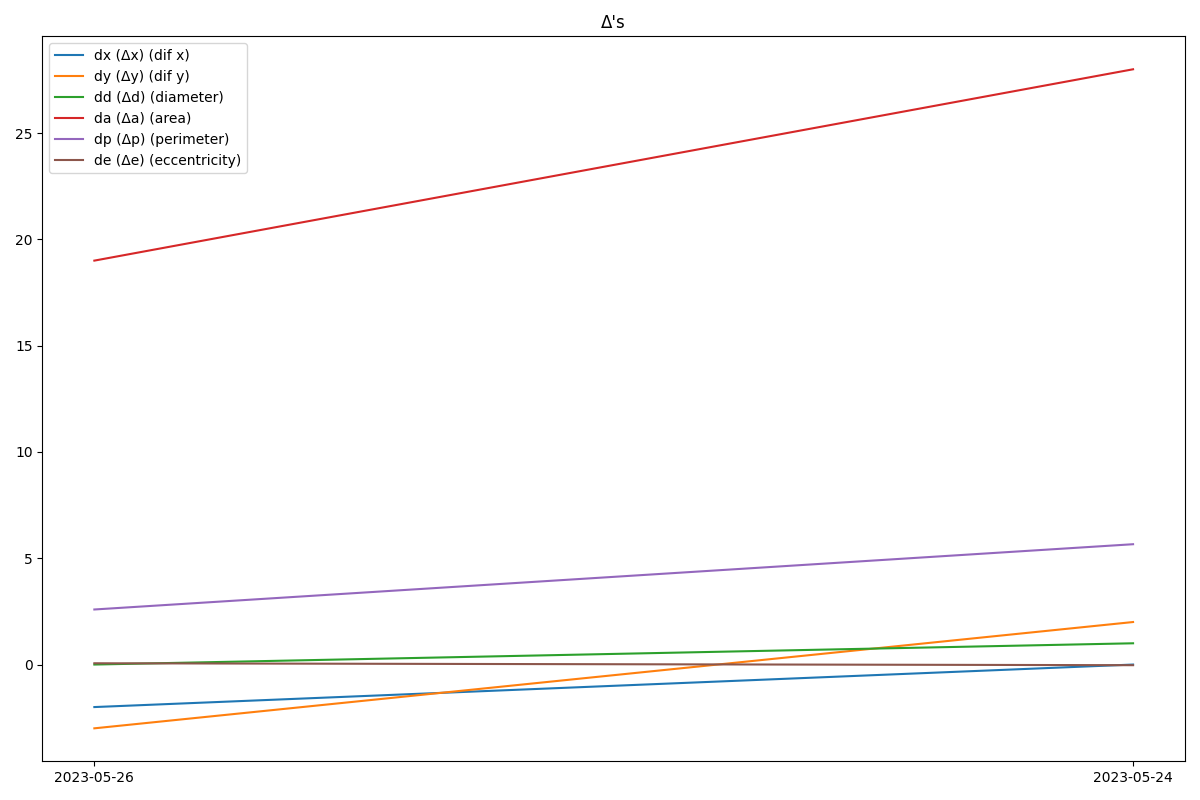 Δ's
dx (Δx) (dif x)
dy (Δy) (dif y)
dd (Δd) (diameter)
da (Δa) (area)
dp (Δp) (perimeter)
de (Δe) (eccentricity)
25
20
15
10
5
0
2023-05-26
2023-05-24